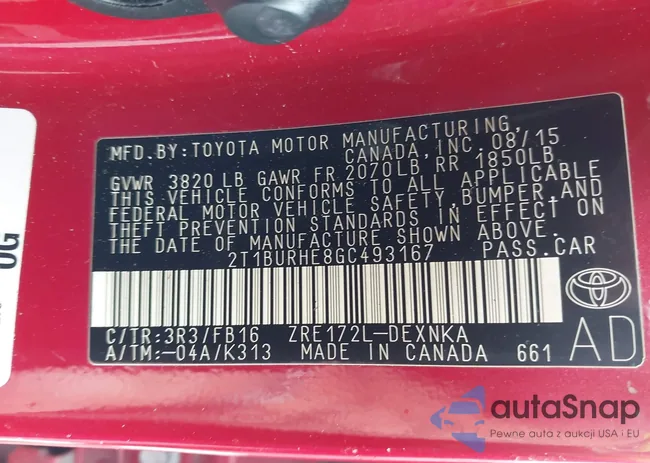 MFD.BY:TOYOTA MOTOR MANUFACTURING,
CANADA, INC. 08/15
GVWR 3820 LB GAWR FR 2070LB RR 1850LB
THIS VEHICLE CONFORMS TO ALL APPLICABLE
FEDERAL MOTOR VEHICLE SAFETY, BUMPER, AND
THEFT PREVENTION STANDARDS IN EFFECT ON
THE DATE OF MANUFACTURE SHOWN ABOVE.
2T1BURHE8GC493167 PASS.CAR
C/TR:3R3/FB16 ZRE172L-DEXNKA
A/TM:-04A/K313 MADE IN CANADA 661
AD
OG
autaSnap
Pewne auta z aukcji USA i EU